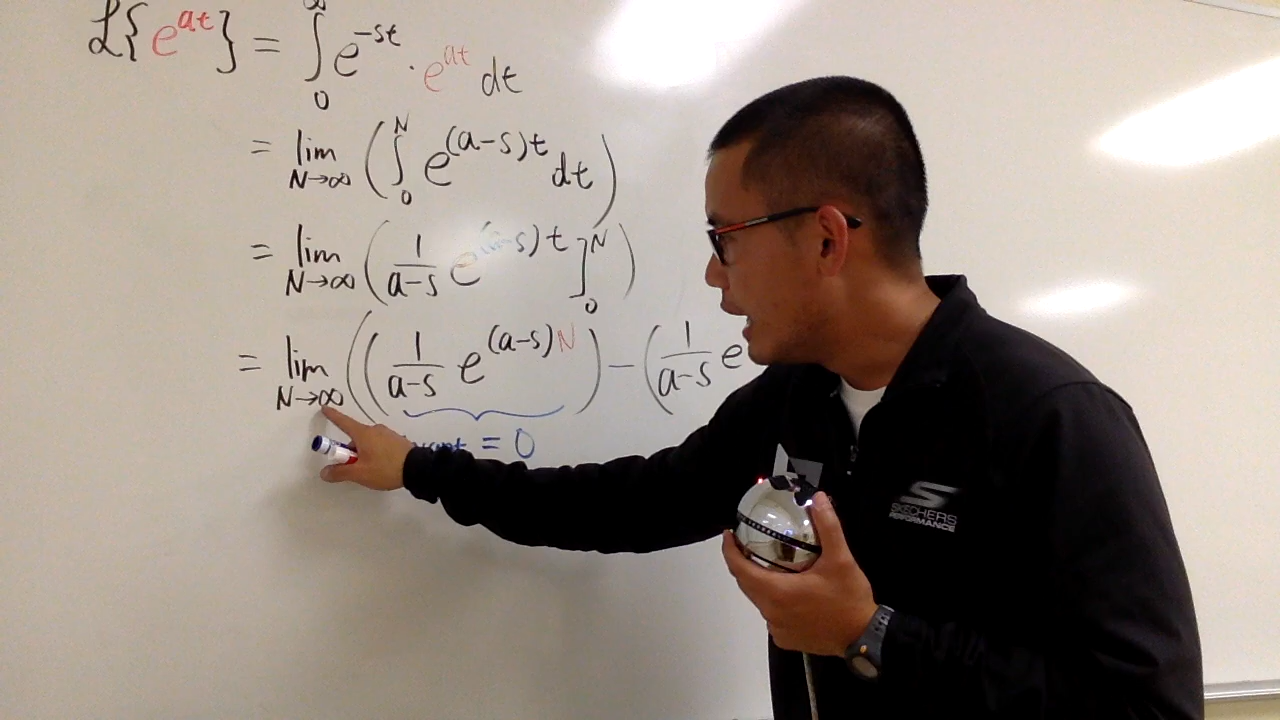 ℒ{e^{at}} = ∫_0^∞ e^{-st} · e^{at} dt
= lim_{N→∞} ( ∫_0^N e^{(a-s)t} dt )
= lim_{N→∞} ( 1/(a-s) e^{(a-s)t} ]_0^N )
= lim_{N→∞} ( ( 1/(a-s) e^{(a-s)N} ) - ( 1/(a-s) e
= 0
SKECHERS
PERFORMANCE